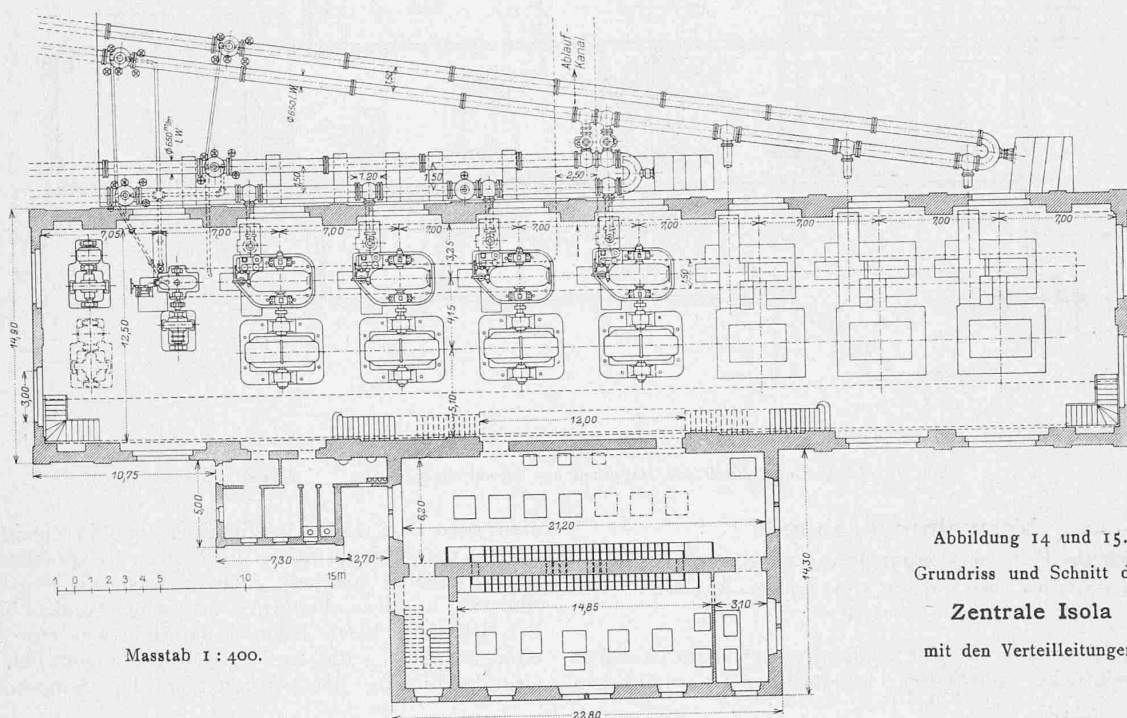 Ablauf
Kanal
1,50
Ø 650 L.W.
Ø 650 mm
L.W.
1,50
1,20
1,50
2,50
7,05
7,00
7,00
7,00
7,00
7,00
7,00
7,00
7,00
3,25
1,50
14,90
12,50
4,15
3,00
5,10
12,00
10,75
5,00
6,20
21,20
14,30
7,30
2,70
14,85
3,10
22,80
1 0 1 2 3 4 5 10 15 m
Masstab 1 : 400.
Abbildung 14 und 15.
Grundriss und Schnitt d
Zentrale Isola
mit den Verteilleitungen